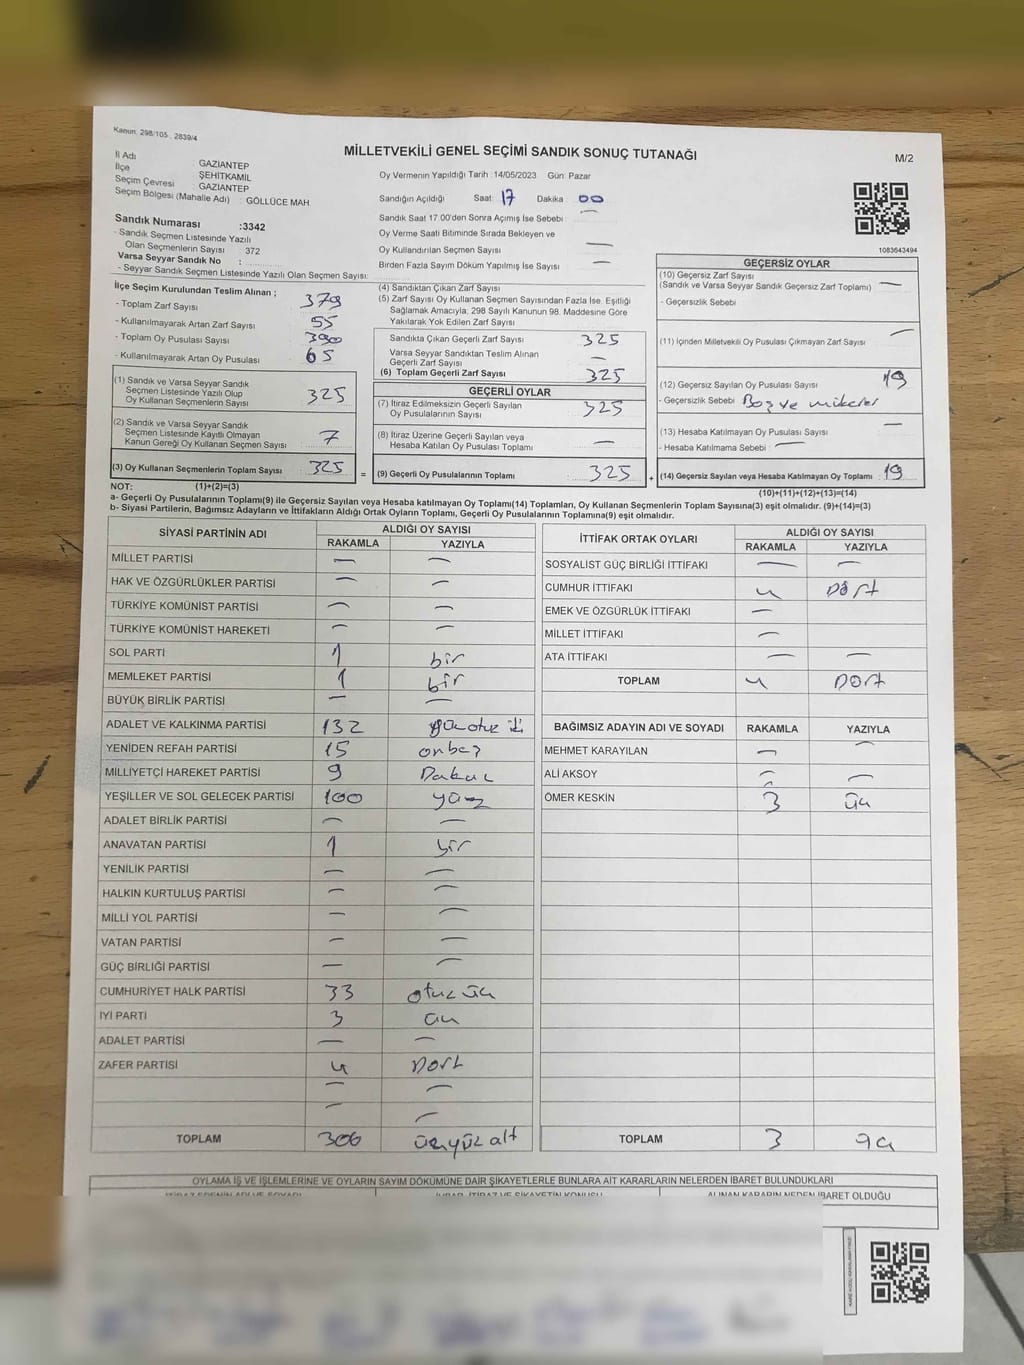 Kanun: 298/105 2839/4
MİLLETVEKİLİ GENEL SEÇİMİ SANDIK SONUÇ TUTANAĞI
M/2
İl Adı : GAZİANTEP
İlçe : ŞEHİTKAMİL
Seçim Çevresi : GAZİANTEP
Seçim Bölgesi (Mahalle Adı) : GÖLLÜCE MAH.
Sandık Numarası :3342
- Sandık Seçmen Listesinde Yazılı
Olan Seçmenlerin Sayısı : 372
Varsa Seyyar Sandık No :
- Seyyar Sandık Seçmen Listesinde Yazılı Olan Seçmen Sayısı:
Oy Vermenin Yapıldığı Tarih :14/05/2023 Gün: Pazar
Sandığın Açıldığı Saat: 17 Dakika 00
Sandık Saat 17.00'den Sonra Açımış İse Sebebi : —
Oy Verme Saati Bitiminde Sırada Bekleyen ve
Oy Kullandırılan Seçmen Sayısı : —
Birden Fazla Sayım Döküm Yapılmış İse Sayısı : —
1083643494
İlçe Seçim Kurulundan Teslim Alınan ;
- Toplam Zarf Sayısı : 379
- Kullanılmayarak Artan Zarf Sayısı : 55
- Toplam Oy Pusulası Sayısı : 390
- Kullanılmayarak Artan Oy Pusulası : 65
(1) Sandık ve Varsa Seyyar Sandık
Seçmen Listesinde Yazılı Olup
Oy Kullanan Seçmenlerin Sayısı : 325
(2) Sandık ve Varsa Seyyar Sandık
Seçmen Listesinde Kayıtlı Olmayan
Kanun Gereği Oy Kullanan Seçmen Sayısı : 7
(3) Oy Kullanan Seçmenlerin Toplam Sayısı : 325 =
(4) Sandıktan Çıkan Zarf Sayısı
(5) Zarf Sayısı Oy Kullanan Seçmen Sayısından Fazla İse, Eşitliği
Sağlamak Amacıyla; 298 Sayılı Kanunun 98. Maddesine Göre
Yakılarak Yok Edilen Zarf Sayısı :
Sandıkta Çıkan Geçerli Zarf Sayısı : 325
Varsa Seyyar Sandıktan Teslim Alınan
Geçerli Zarf Sayısı : —
(6) Toplam Geçerli Zarf Sayısı : 325
GEÇERLİ OYLAR
(7) İtiraz Edilmeksizin Geçerli Sayılan
Oy Pusulalarının Sayısı : 325
(8) İtiraz Üzerine Geçerli Sayılan veya
Hesaba Katılan Oy Pusulası Toplamı : —
(9) Geçerli Oy Pusulalarının Toplamı : 325 +
GEÇERSİZ OYLAR
(10) Geçersiz Zarf Sayısı
(Sandık ve Varsa Seyyar Sandık Geçersiz Zarf Toplamı) : —
- Geçersizlik Sebebi :
(11) İçinden Milletvekili Oy Pusulası Çıkmayan Zarf Sayısı : —
(12) Geçersiz Sayılan Oy Pusulası Sayısı : 19
- Geçersizlik Sebebi : Boş ve
(13) Hesaba Katılmayan Oy Pusulası Sayısı : —
- Hesaba Katılmama Sebebi : —
(14) Geçersiz Sayılan veya Hesaba Katılmayan Oy Toplamı : 19
NOT: (1)+(2)=(3)
(10)+(11)+(12)+(13)=(14)
a- Geçerli Oy Pusulalarının Toplamı(9) ile Geçersiz Sayılan veya Hesaba katılmayan Oy Toplamı(14) Toplamları, Oy Kullanan Seçmenlerin Toplam Sayısına(3) eşit olmalıdır. (9)+(14)=(3)
b- Siyasi Partilerin, Bağımsız Adayların ve İttifakların Aldığı Ortak Oyların Toplamı, Geçerli Oy Pusulalarının Toplamına(9) eşit olmalıdır.
SİYASİ PARTİNİN ADI ALDIĞI OY SAYISI
RAKAMLA YAZIYLA
MİLLET PARTİSİ — —
HAK VE ÖZGÜRLÜKLER PARTİSİ — —
TÜRKİYE KOMÜNİST PARTİSİ — —
TÜRKİYE KOMÜNİST HAREKETİ — —
SOL PARTİ 1 bir
MEMLEKET PARTİSİ 1 bir
BÜYÜK BİRLİK PARTİSİ — —
ADALET VE KALKINMA PARTİSİ 132
YENİDEN REFAH PARTİSİ 15 onbeş
MİLLİYETÇİ HAREKET PARTİSİ 9 Dokuz
YEŞİLLER VE SOL GELECEK PARTİSİ 100 yüz
ADALET BİRLİK PARTİSİ — —
ANAVATAN PARTİSİ 1 bir
YENİLİK PARTİSİ — —
HALKIN KURTULUŞ PARTİSİ — —
MİLLİ YOL PARTİSİ — —
VATAN PARTİSİ — —
GÜÇ BİRLİĞİ PARTİSİ — —
CUMHURİYET HALK PARTİSİ 33 otuz üç
İYİ PARTİ 3 üç
ADALET PARTİSİ — —
ZAFER PARTİSİ 4 Dört
— —
— —
TOPLAM 306 üçyüz altı
İTTİFAK ORTAK OYLARI ALDIĞI OY SAYISI
RAKAMLA YAZIYLA
SOSYALİST GÜÇ BİRLİĞİ İTTİFAKI — —
CUMHUR İTTİFAKI 4 Dört
EMEK VE ÖZGÜRLÜK İTTİFAKI —
MİLLET İTTİFAKI —
ATA İTTİFAKI — —
TOPLAM 4 Dört
BAĞIMSIZ ADAYIN ADI VE SOYADI RAKAMLA YAZIYLA
MEHMET KARAYILAN — —
ALİ AKSOY — —
ÖMER KESKİN 3 üç
TOPLAM 3 üç
OYLAMA İŞ VE İŞLEMLERİNE VE OYLARIN SAYIM DÖKÜMÜNE DAİR ŞİKAYETLERLE BUNLARA AİT KARARLARIN NELERDEN İBARET BULUNDUKLARI
İTİRAZ EDENİN ADI VE SOYADI İHBAR, İTİRAZ VE ŞİKAYETİN KONUSU ALINAN KARARIN NEDEN İBARET OLDUĞU